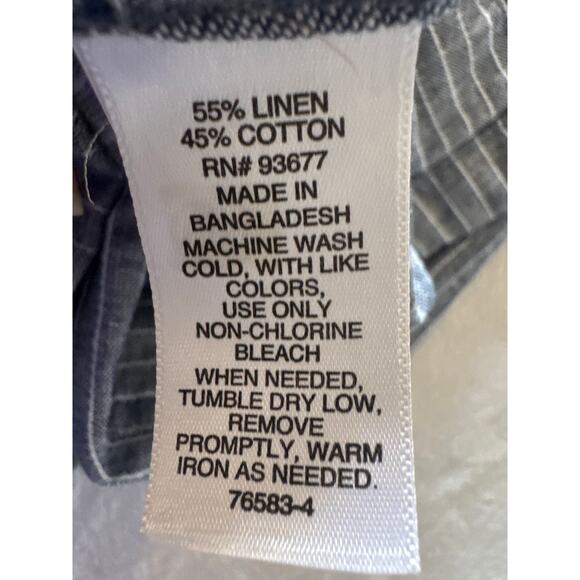 55% LINEN
45% COTTON
RN# 93677
MADE IN
BANGLADESH
MACHINE WASH
COLD, WITH LIKE
COLORS,
USE ONLY
NON-CHLORINE
BLEACH
WHEN NEEDED,
TUMBLE DRY LOW,
REMOVE
PROMPTLY, WARM
IRON AS NEEDED.
76583-4